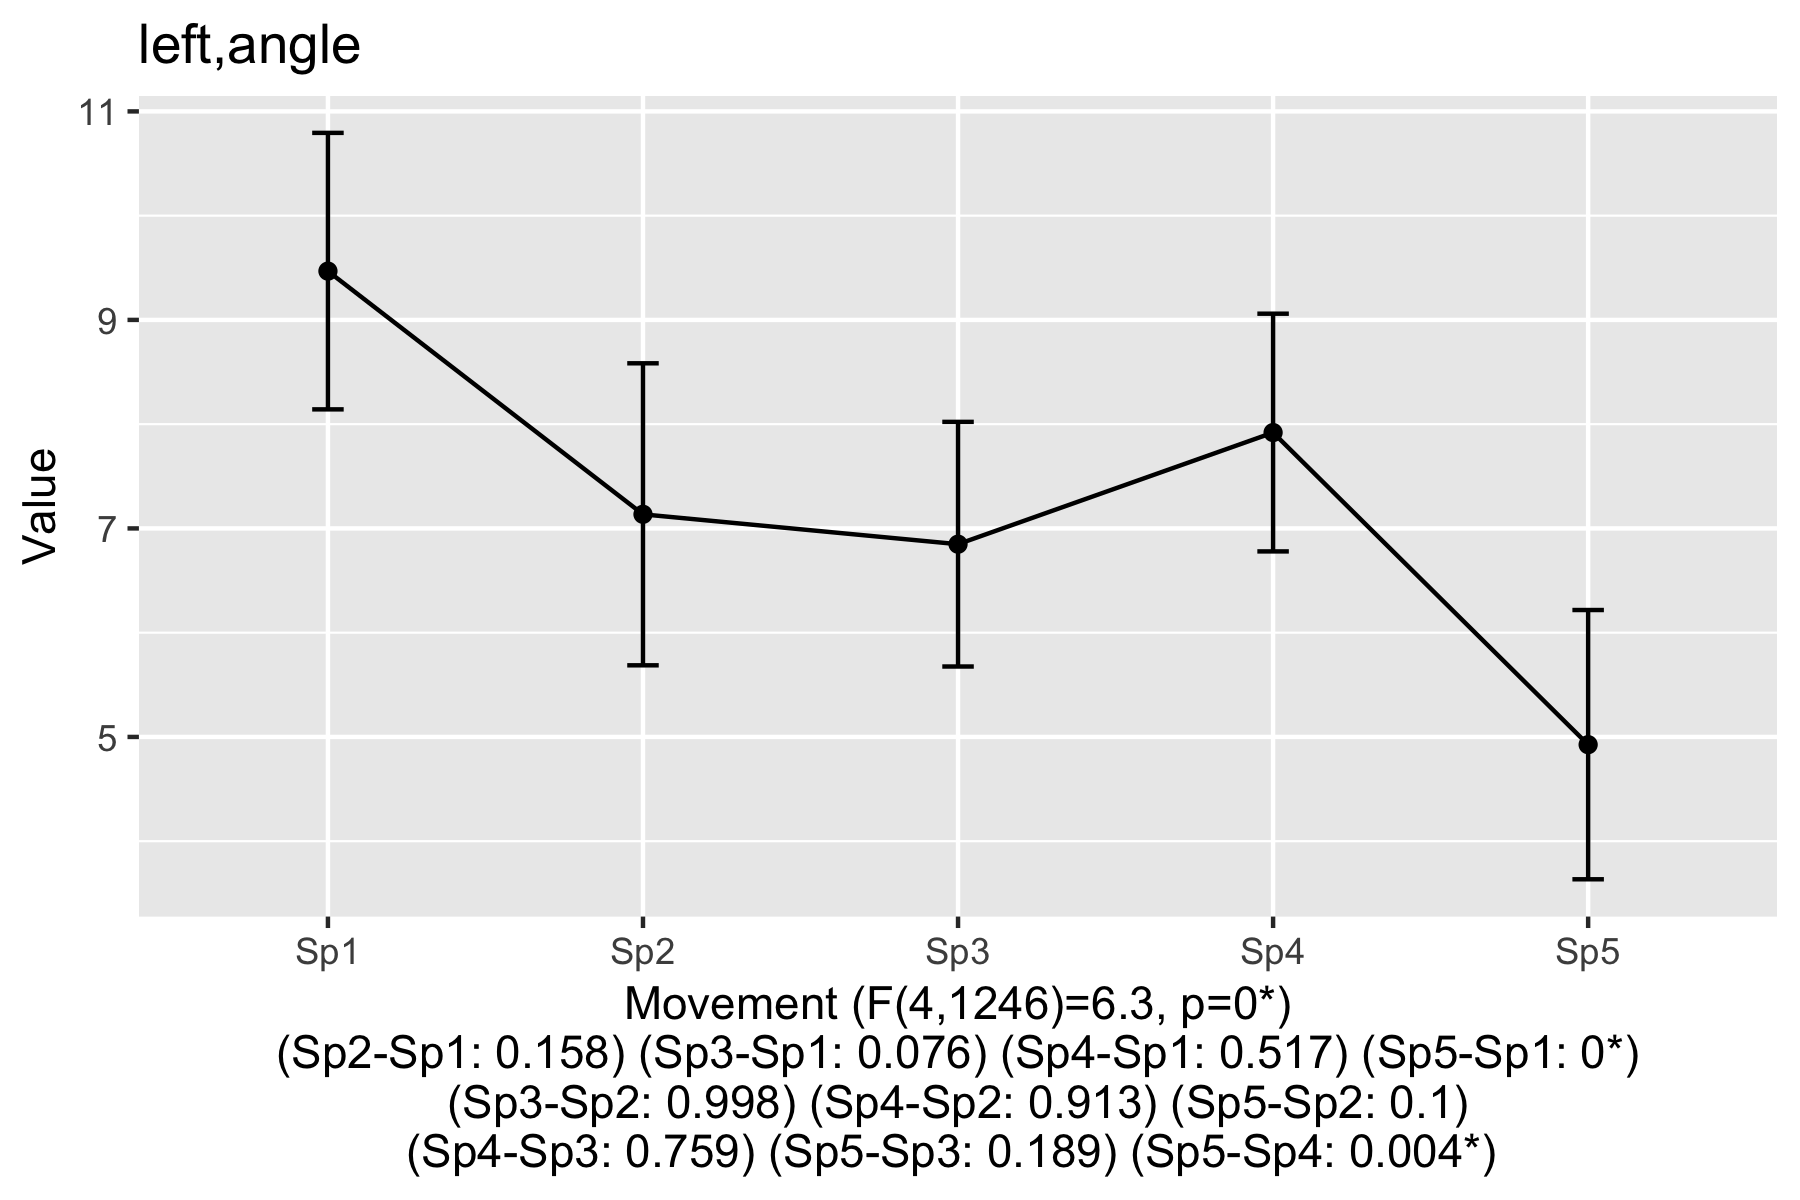 left,angle
11
9
7
5
Value
Sp1 Sp2 Sp3 Sp4 Sp5
Movement (F(4,1246)=6.3, p=0*)
(Sp2-Sp1: 0.158) (Sp3-Sp1: 0.076) (Sp4-Sp1: 0.517) (Sp5-Sp1: 0*)
(Sp3-Sp2: 0.998) (Sp4-Sp2: 0.913) (Sp5-Sp2: 0.1)
(Sp4-Sp3: 0.759) (Sp5-Sp3: 0.189) (Sp5-Sp4: 0.004*)